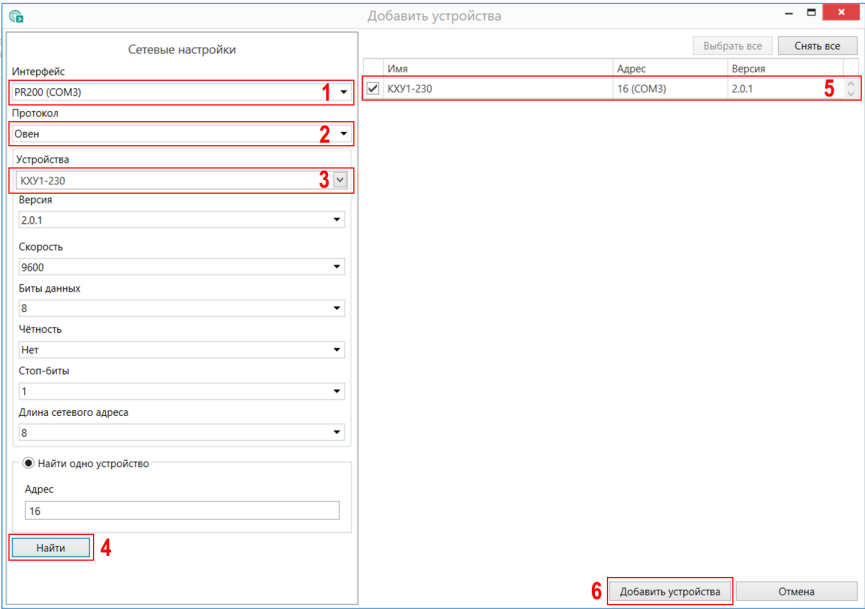 Добавить устройства
Сетевые настройки
Интерфейс
PR200 (COM3) 1
Протокол
Овен 2
Устройства
КХУ1-230 3
Версия
2.0.1
Скорость
9600
Биты данных
8
Чётность
Нет
Стоп-биты
1
Длина сетевого адреса
8
Найти одно устройство
Адрес
16
Найти 4
Выбрать все Снять все
Имя Адрес Версия
КХУ1-230 16 (COM3) 2.0.1 5
6 Добавить устройства Отмена